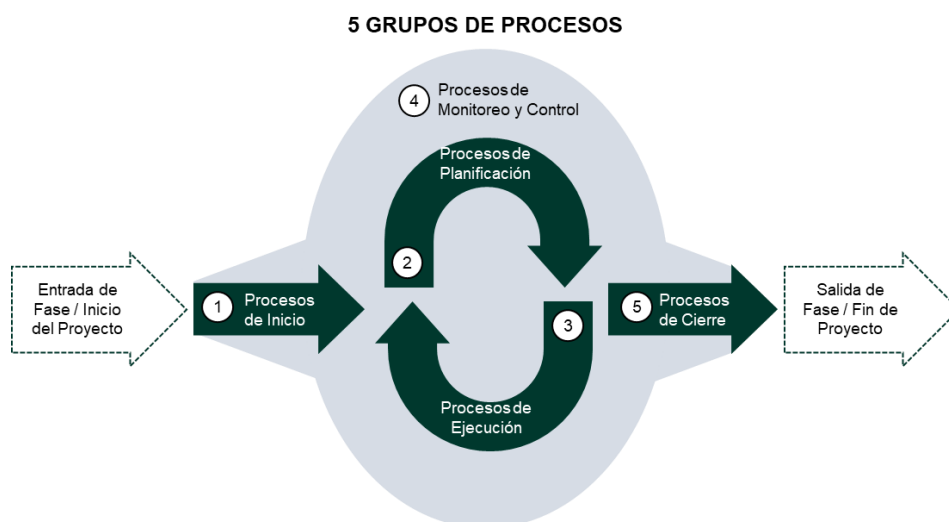 5 GRUPOS DE PROCESOS
4
Procesos de
Monitoreo y Control
Procesos de
Planificación
2
Entrada de
Fase / Inicio
del Proyecto
1
Procesos
de Inicio
3
5
Procesos
de Cierre
Salida de
Fase / Fin de
Proyecto
Procesos de
Ejecución